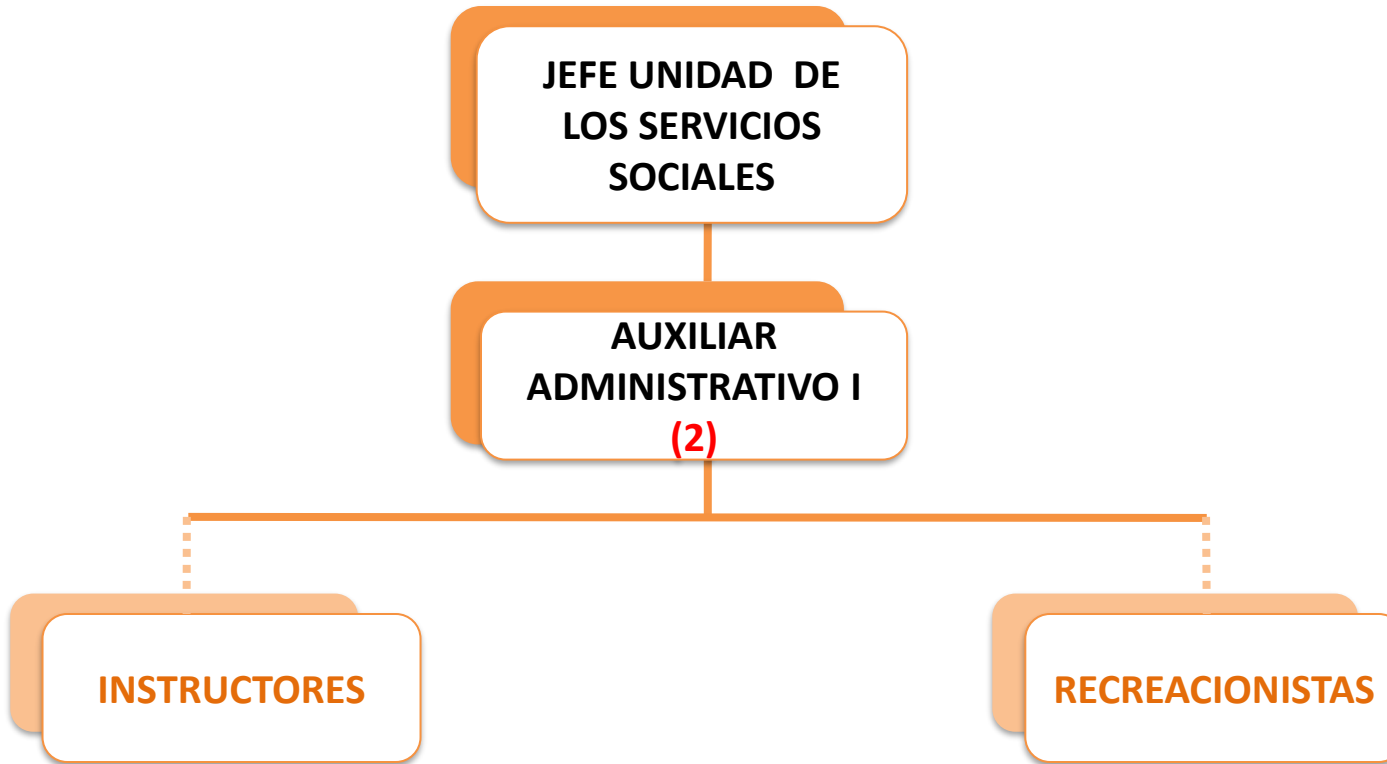 JEFE UNIDAD  DE
LOS SERVICIOS
SOCIALES
AUXILIAR
ADMINISTRATIVO I
(2)
INSTRUCTORES
RECREACIONISTAS